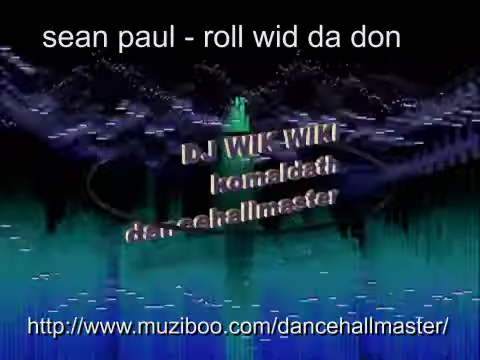 sean paul - roll wid da don
DJ WIK-WIKI
komaldath
dancehallmaster
http://www.muziboo.com/dancehallmaster/